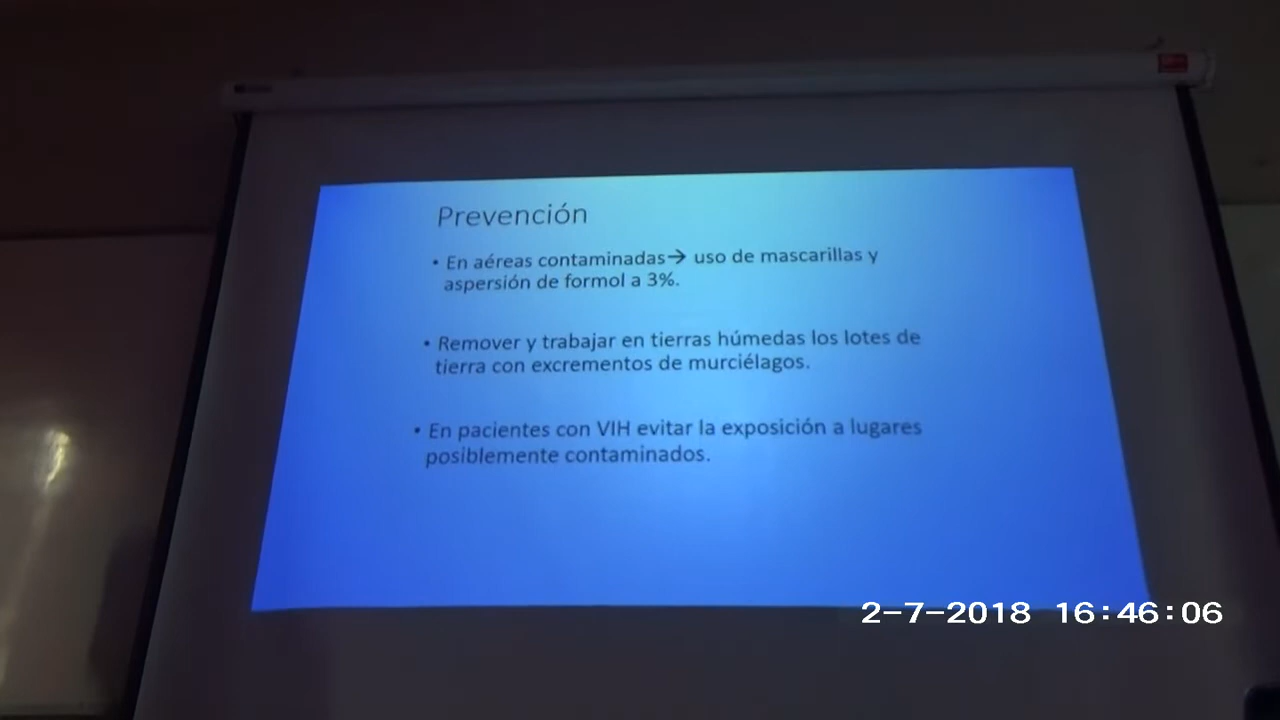 Prevención
• En aéreas contaminadas→ uso de mascarillas y
aspersión de formol a 3%.
• Remover y trabajar en tierras húmedas los lotes de
tierra con excrementos de murciélagos.
• En pacientes con VIH evitar la exposición a lugares
posiblemente contaminados.
2-7-2018 16:46:06